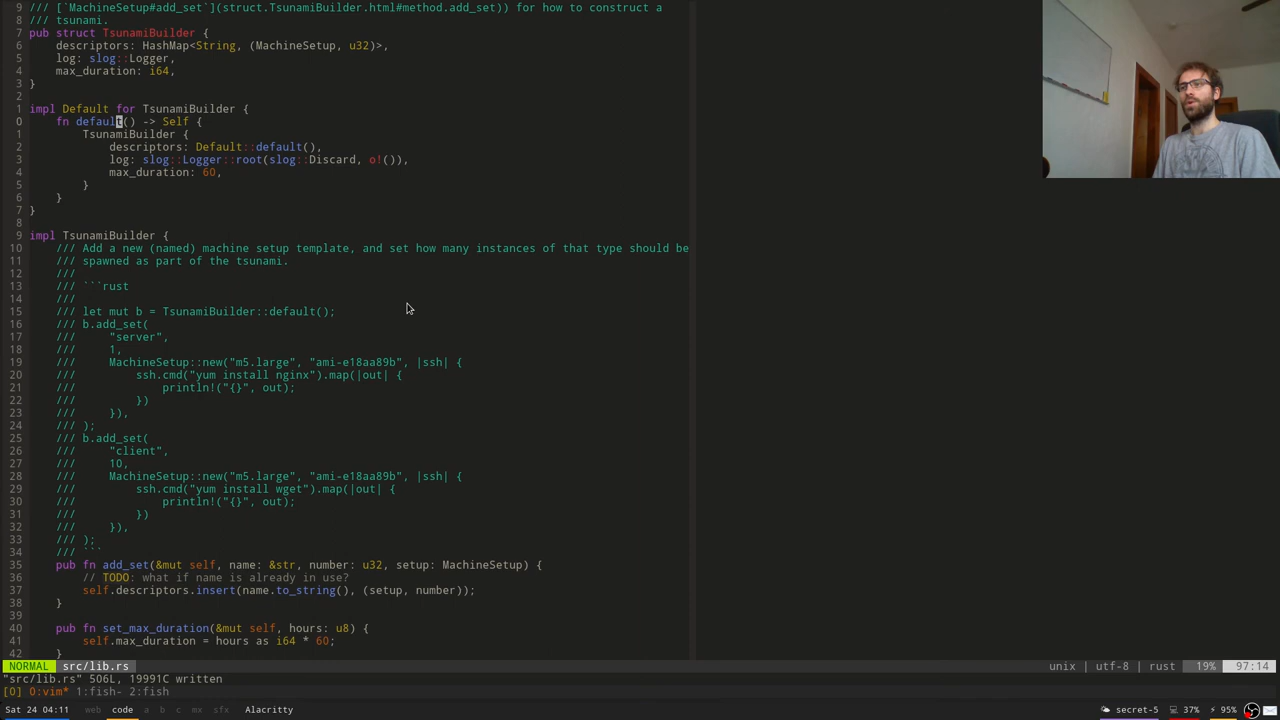 9 /// [`MachineSetup#add_set`](struct.TsunamiBuilder.html#method.add_set)) for how to construct a
8 /// tsunami.
7 pub struct TsunamiBuilder {
6     descriptors: HashMap<String, (MachineSetup, u32)>,
5     log: slog::Logger,
4     max_duration: i64,
3 }
2
1 impl Default for TsunamiBuilder {
0     fn default() -> Self {
1         TsunamiBuilder {
2             descriptors: Default::default(),
3             log: slog::Logger::root(slog::Discard, o!()),
4             max_duration: 60,
5         }
6     }
7 }
8
9 impl TsunamiBuilder {
10     /// Add a new (named) machine setup template, and set how many instances of that type should be
11     /// spawned as part of the tsunami.
12     ///
13     /// ```rust
14     ///
15     /// let mut b = TsunamiBuilder::default();
16     /// b.add_set(
17     ///     "server",
18     ///     1,
19     ///     MachineSetup::new("m5.large", "ami-e18aa89b", |ssh| {
20     ///         ssh.cmd("yum install nginx").map(|out| {
21     ///             println!("{}", out);
22     ///         })
23     ///     }),
24     /// );
25     /// b.add_set(
26     ///     "client",
27     ///     10,
28     ///     MachineSetup::new("m5.large", "ami-e18aa89b", |ssh| {
29     ///         ssh.cmd("yum install wget").map(|out| {
30     ///             println!("{}", out);
31     ///         })
32     ///     }),
33     /// );
34     /// ```
35     pub fn add_set(&mut self, name: &str, number: u32, setup: MachineSetup) {
36         // TODO: what if name is already in use?
37         self.descriptors.insert(name.to_string(), (setup, number));
38     }
39
40     pub fn set_max_duration(&mut self, hours: u8) {
41         self.max_duration = hours as i64 * 60;
42     }
NORMAL src/lib.rs unix | utf-8 | rust 19% 97:14
"src/lib.rs" 506L, 19991C written
[0] 0:vim* 1:fish- 2:fish
Sat 24 04:11 web code a b c mx sfx Alacritty secret-5 37% 95%